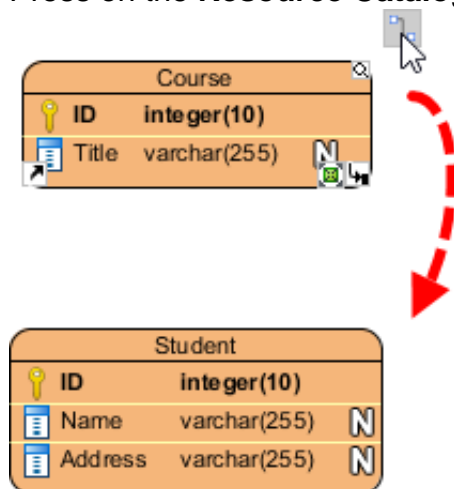 Press on the Resource Catalog
Course
ID integer(10)
Title varchar(255) N
Student
ID integer(10)
Name varchar(255) N
Address varchar(255) N